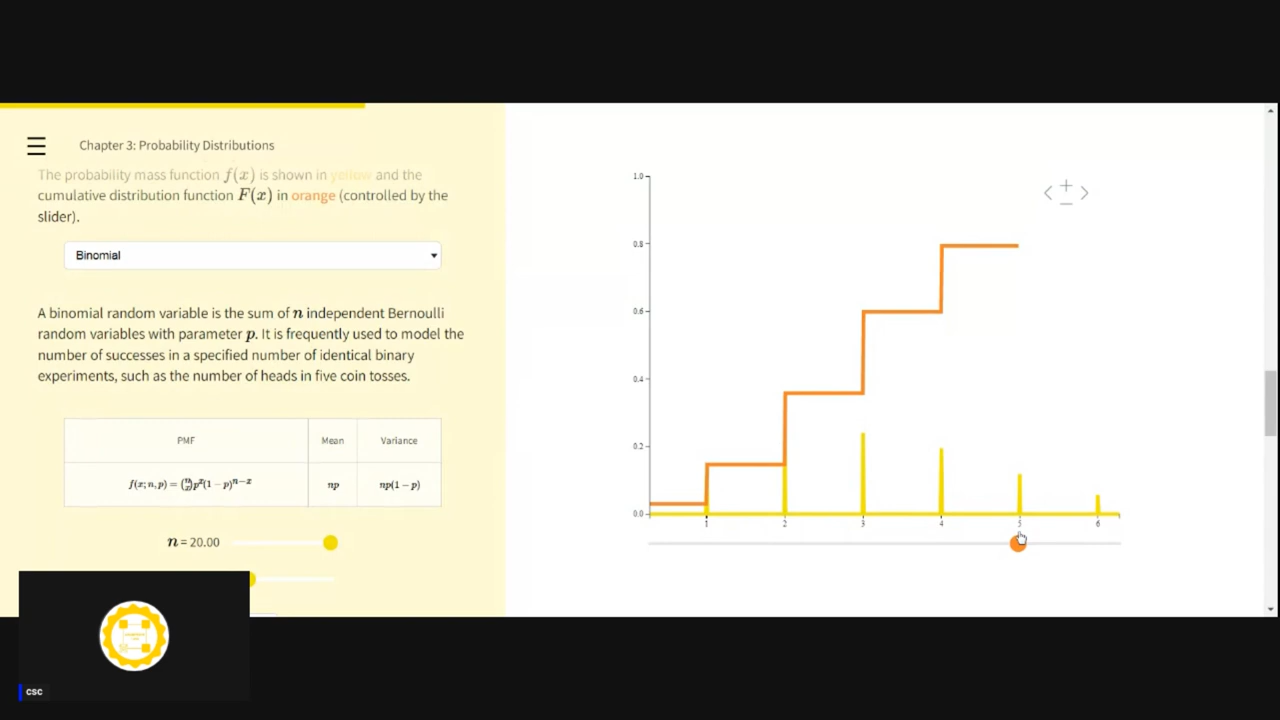 Chapter 3: Probability Distributions
The probability mass function f(x) is shown in yellow and the
cumulative distribution function F(x) in orange (controlled by the
slider).
Binomial
A binomial random variable is the sum of n independent Bernoulli
random variables with parameter p. It is frequently used to model the
number of successes in a specified number of identical binary
experiments, such as the number of heads in five coin tosses.
PMF Mean Variance
f(x; n, p) = (n x)p^x(1 − p)^{n−x} np np(1 − p)
n = 20.00
csc
1.0
0.8
0.6
0.4
0.2
0.0
1 2 3 4 5 6